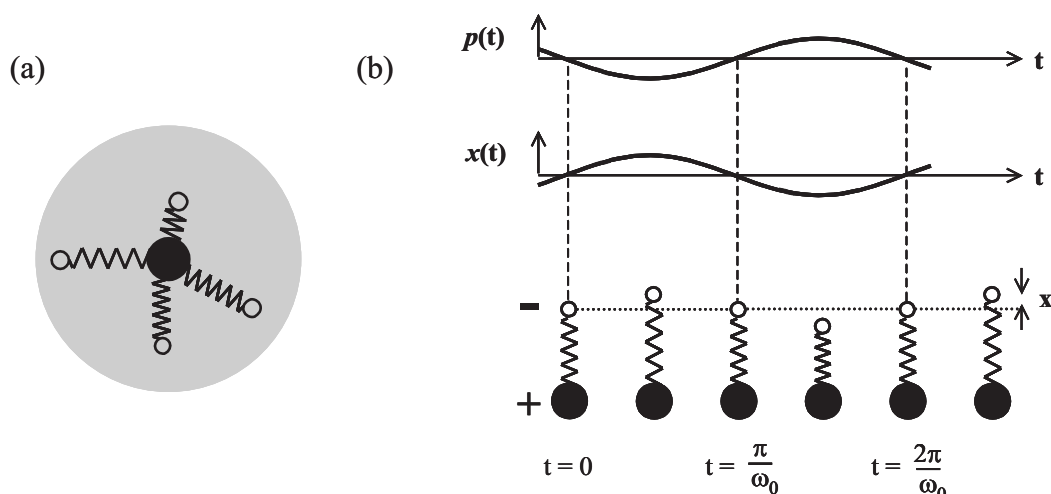 (a)
(b)
p(t)
t
x(t)
t
−
x
+
t = 0
t = π/ω₀
t = 2π/ω₀